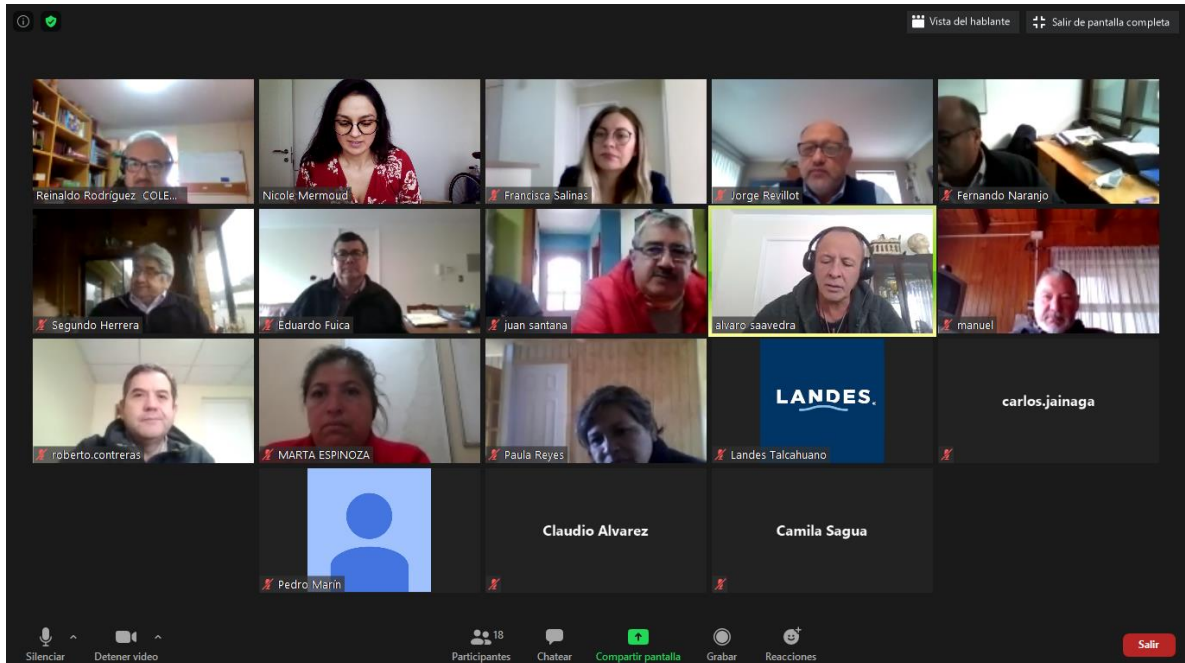 Vista del hablante
Salir de pantalla completa
Reinaldo Rodríguez COLE...
Nicole Mermoud
Francisca Salinas
Jorge Revillot
Fernando Naranjo
Segundo Herrera
Eduardo Fuica
juan santana
alvaro saavedra
manuel
roberto.contreras
MARTA ESPINOZA
Paula Reyes
LANDES.
Landes Talcahuano
carlos.jainaga
Pedro Marin
Claudio Alvarez
Camila Sagua
Silenciar
Detener video
Participantes
18
Chatear
Compartir pantalla
Grabar
Reacciones
Salir